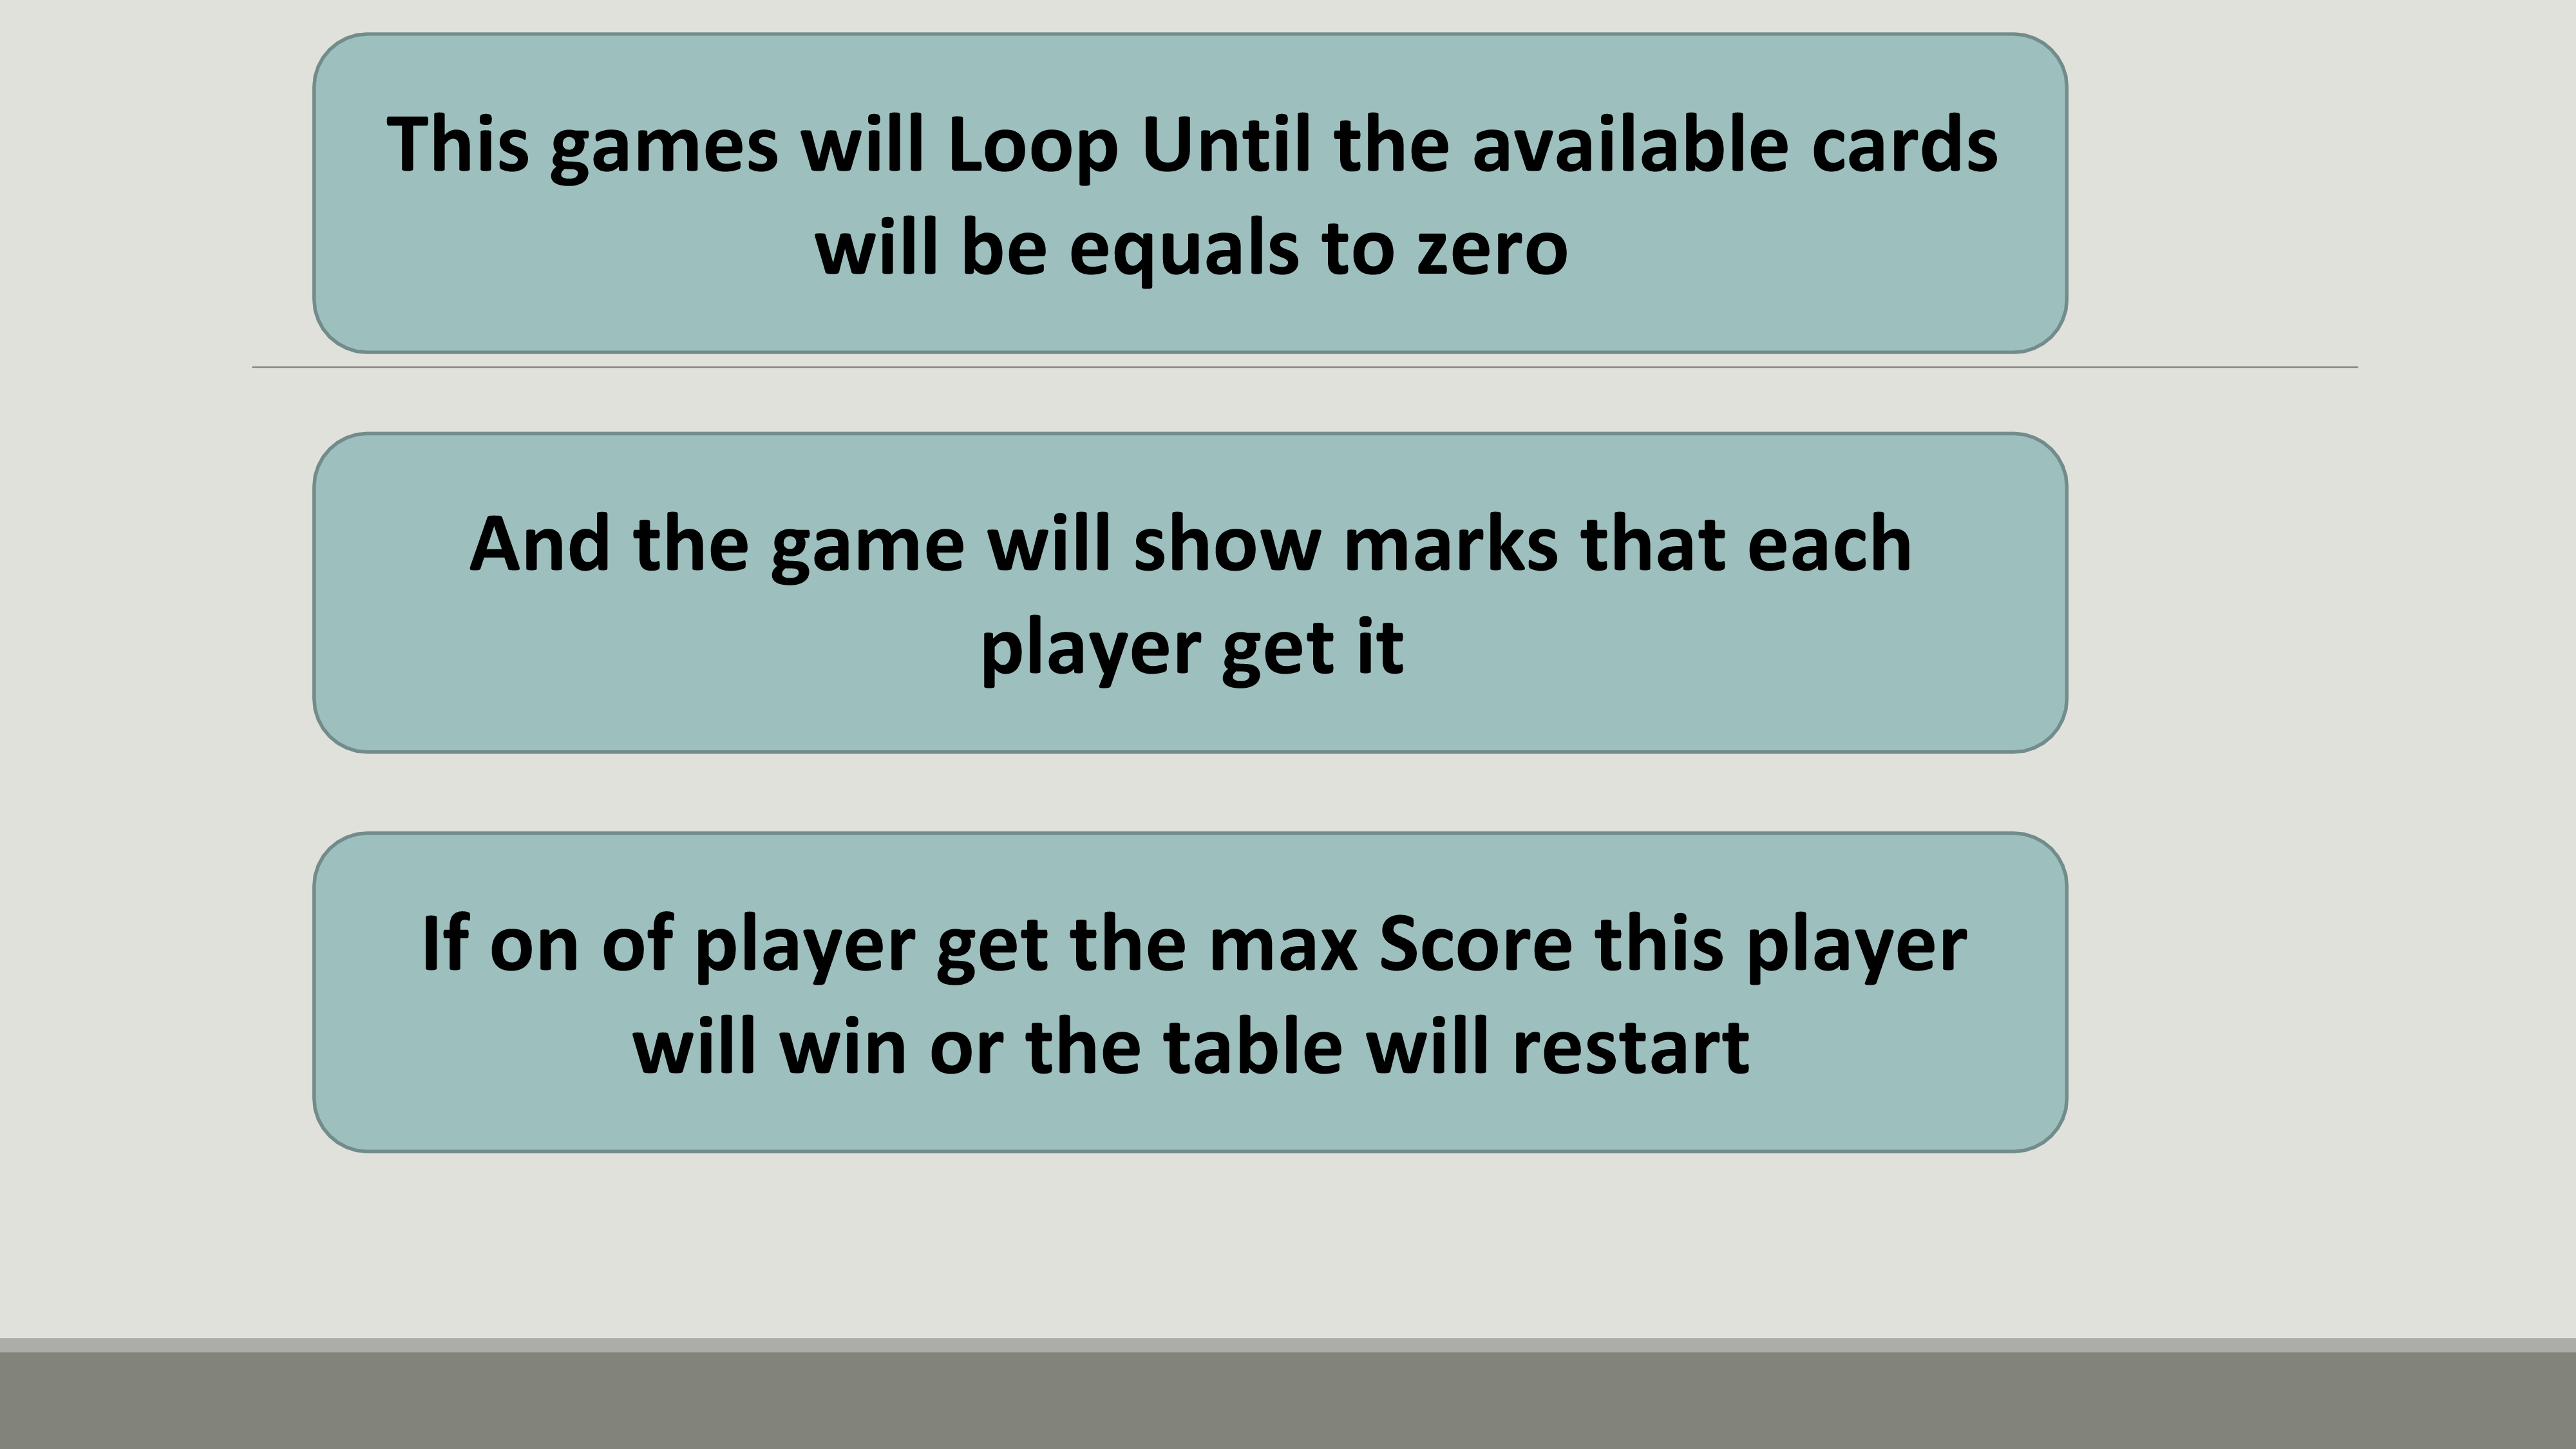 This games will Loop Until the available cards
will be equals to zero
And the game will show marks that each
player get it
If on of player get the max Score this player
will win or the table will restart